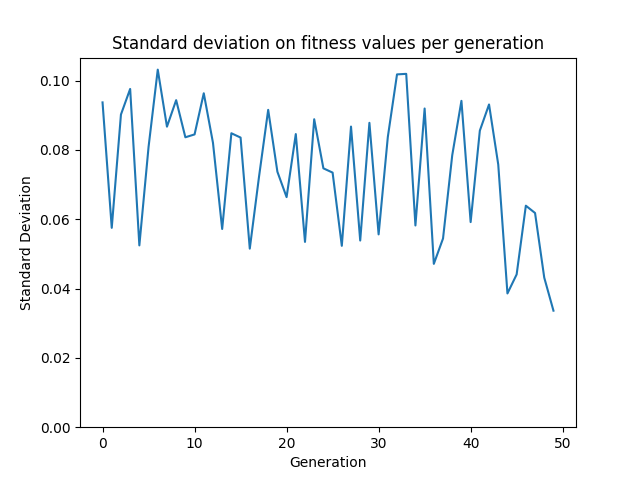 Standard deviation on fitness values per generation
0.10
0.08
0.06
0.04
0.02
0.00
Standard Deviation
0 10 20 30 40 50
Generation